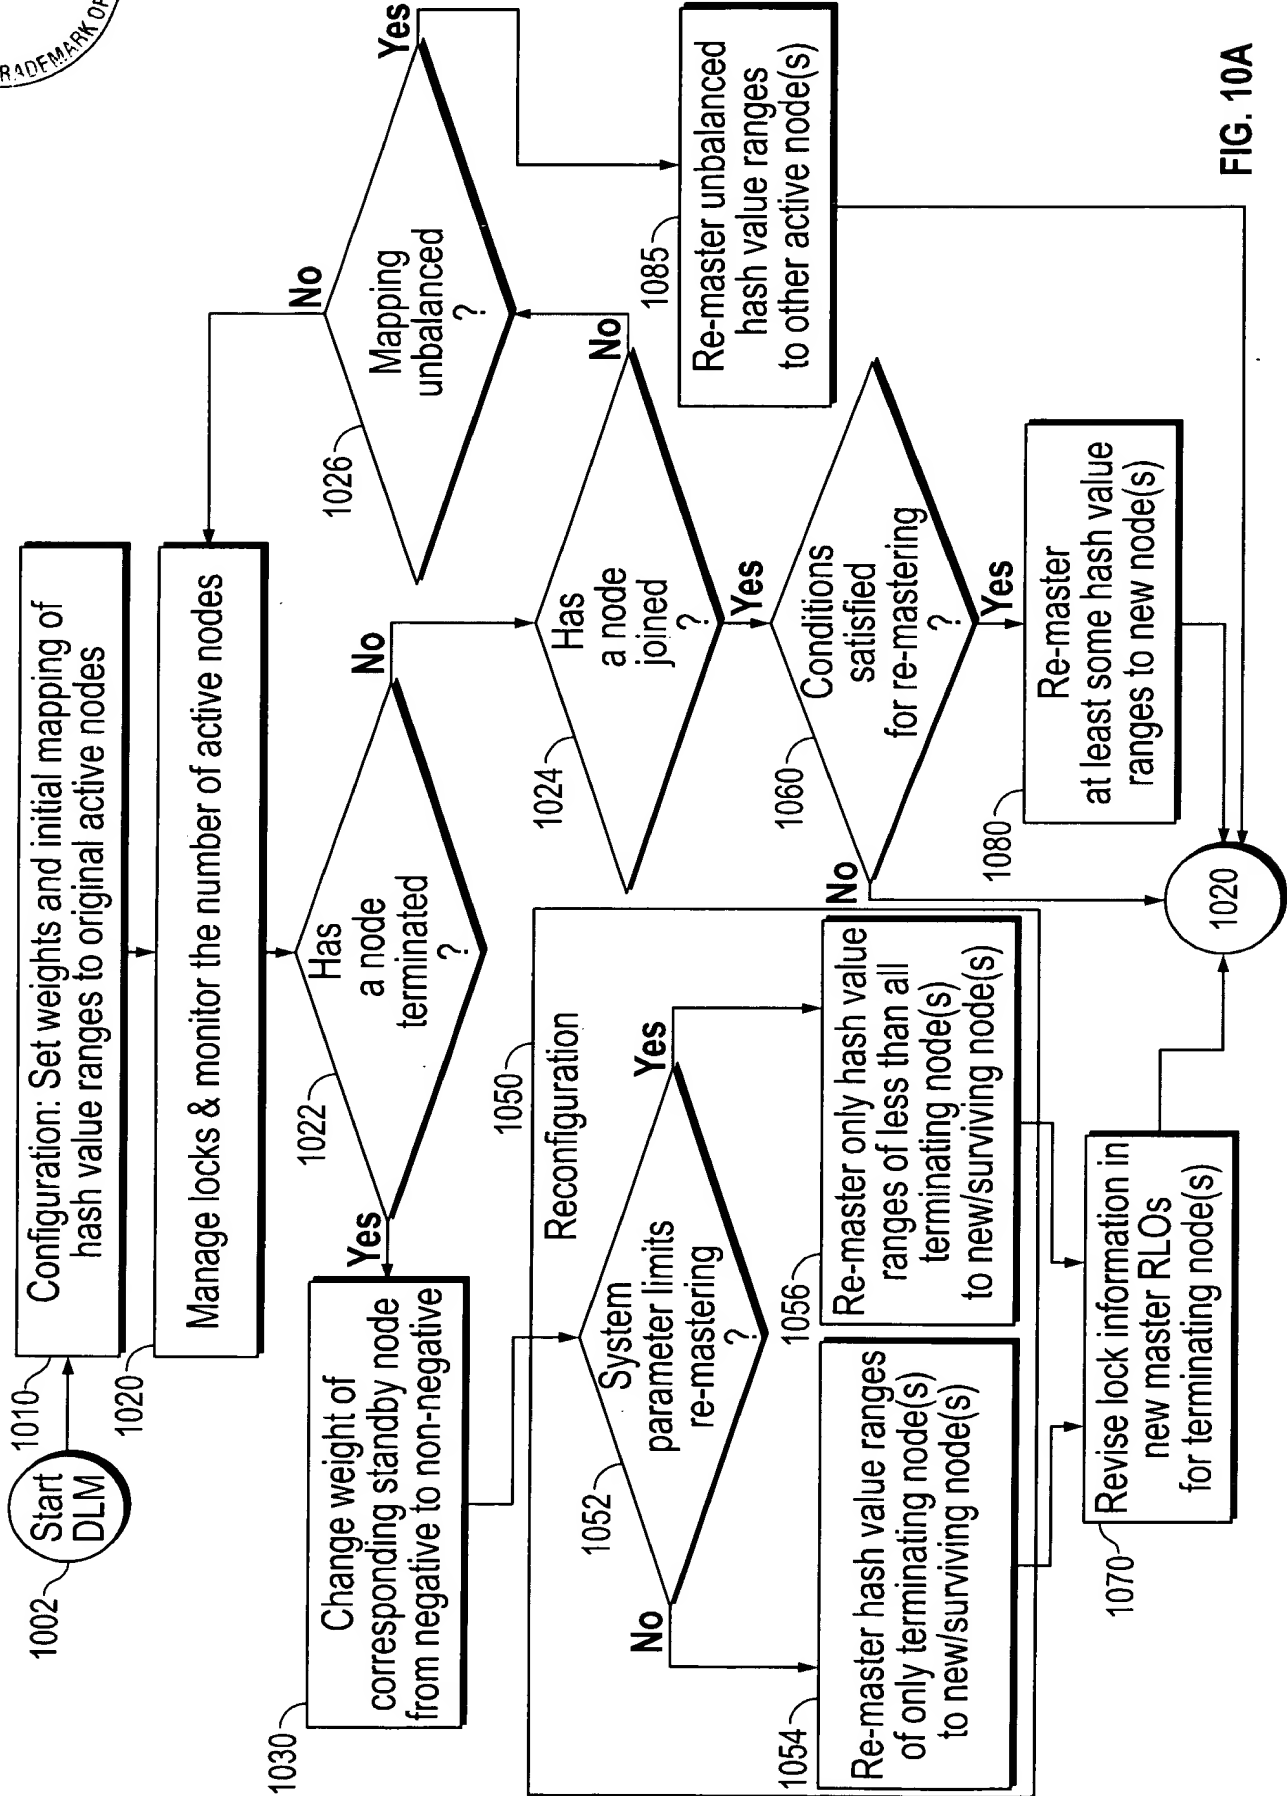 RADEMARK OF
Start
DLM
1002
1010
Configuration: Set weights and initial mapping of
hash value ranges to original active nodes
1020
Manage locks & monitor the number of active nodes
1022
Has
a node
terminated
?
Yes
No
1030
Change weight of
corresponding standby node
from negative to non-negative
1024
Has
a node
joined
?
Yes
No
1026
Mapping
unbalanced
?
No
Yes
1050
Reconfiguration
1052
System
parameter limits
re-mastering
?
No
Yes
1054
Re-master hash value ranges
of only terminating node(s)
to new/surviving node(s)
1056
Re-master only hash value
ranges of less than all
terminating node(s)
to new/surviving node(s)
1060
Conditions
satisfied
for re-mastering
?
No
Yes
1070
Revise lock information in
new master RLOs
for terminating node(s)
1080
Re-master
at least some hash value
ranges to new node(s)
1085
Re-master unbalanced
hash value ranges
to other active node(s)
1020
FIG. 10A